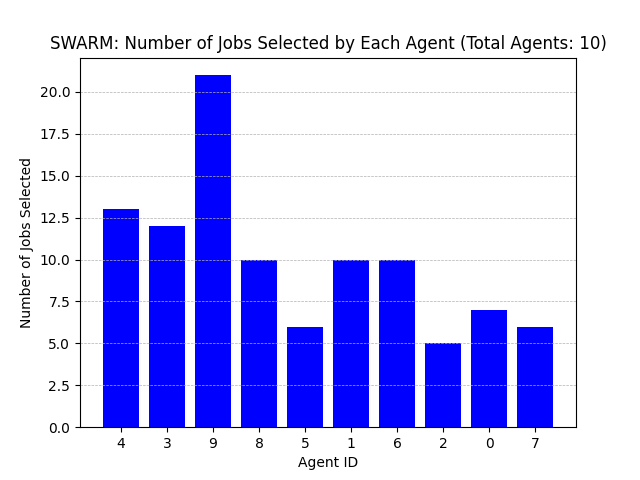 SWARM: Number of Jobs Selected by Each Agent (Total Agents: 10)
Number of Jobs Selected
20.0
17.5
15.0
12.5
10.0
7.5
5.0
2.5
0.0
4 3 9 8 5 1 6 2 0 7
Agent ID